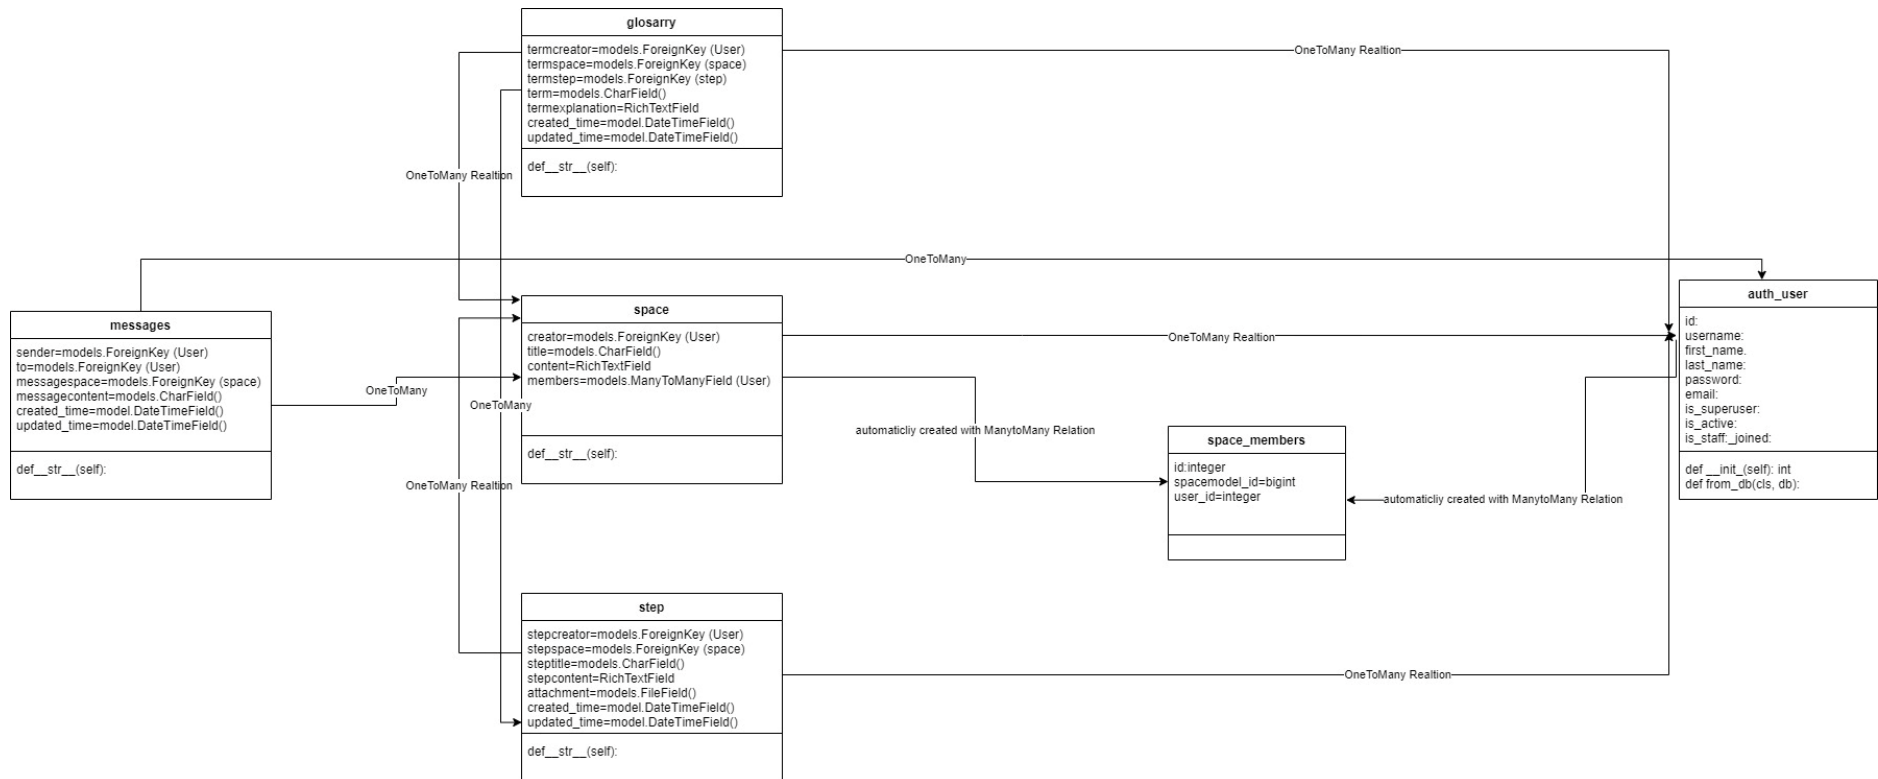 glosarry
termcreator=models.ForeignKey (User)
termspace=models.ForeignKey (space)
termstep=models.ForeignKey (step)
term=models.CharField()
termexplanation=RichTextField
created_time=model.DateTimeField()
updated_time=model.DateTimeField()
def__str__(self):
OneToMany Realtion
OneToMany Realtion
OneToMany
messages
sender=models.ForeignKey (User)
to=models.ForeignKey (User)
messagespace=models.ForeignKey (space)
messagecontent=models.CharField()
created_time=model.DateTimeField()
updated_time=model.DateTimeField()
def__str__(self):
OneToMany
OneToMany
OneToMany Realtion
space
creator=models.ForeignKey (User)
title=models.CharField()
content=RichTextField
members=models.ManyToManyField (User)
def__str__(self):
OneToMany Realtion
automaticliy created with ManytoMany Relation
space_members
id:integer
spacemodel_id=bigint
user_id=integer
automaticliy created with ManytoMany Relation
auth_user
id:
username:
first_name.
last_name:
password:
email:
is_superuser:
is_active:
is_staff:_joined:
def __init_(self): int
def from_db(cls, db):
step
stepcreator=models.ForeignKey (User)
stepspace=models.ForeignKey (space)
steptitle=models.CharField()
stepcontent=RichTextField
attachment=models.FileField()
created_time=model.DateTimeField()
updated_time=model.DateTimeField()
def__str__(self):
OneToMany Realtion